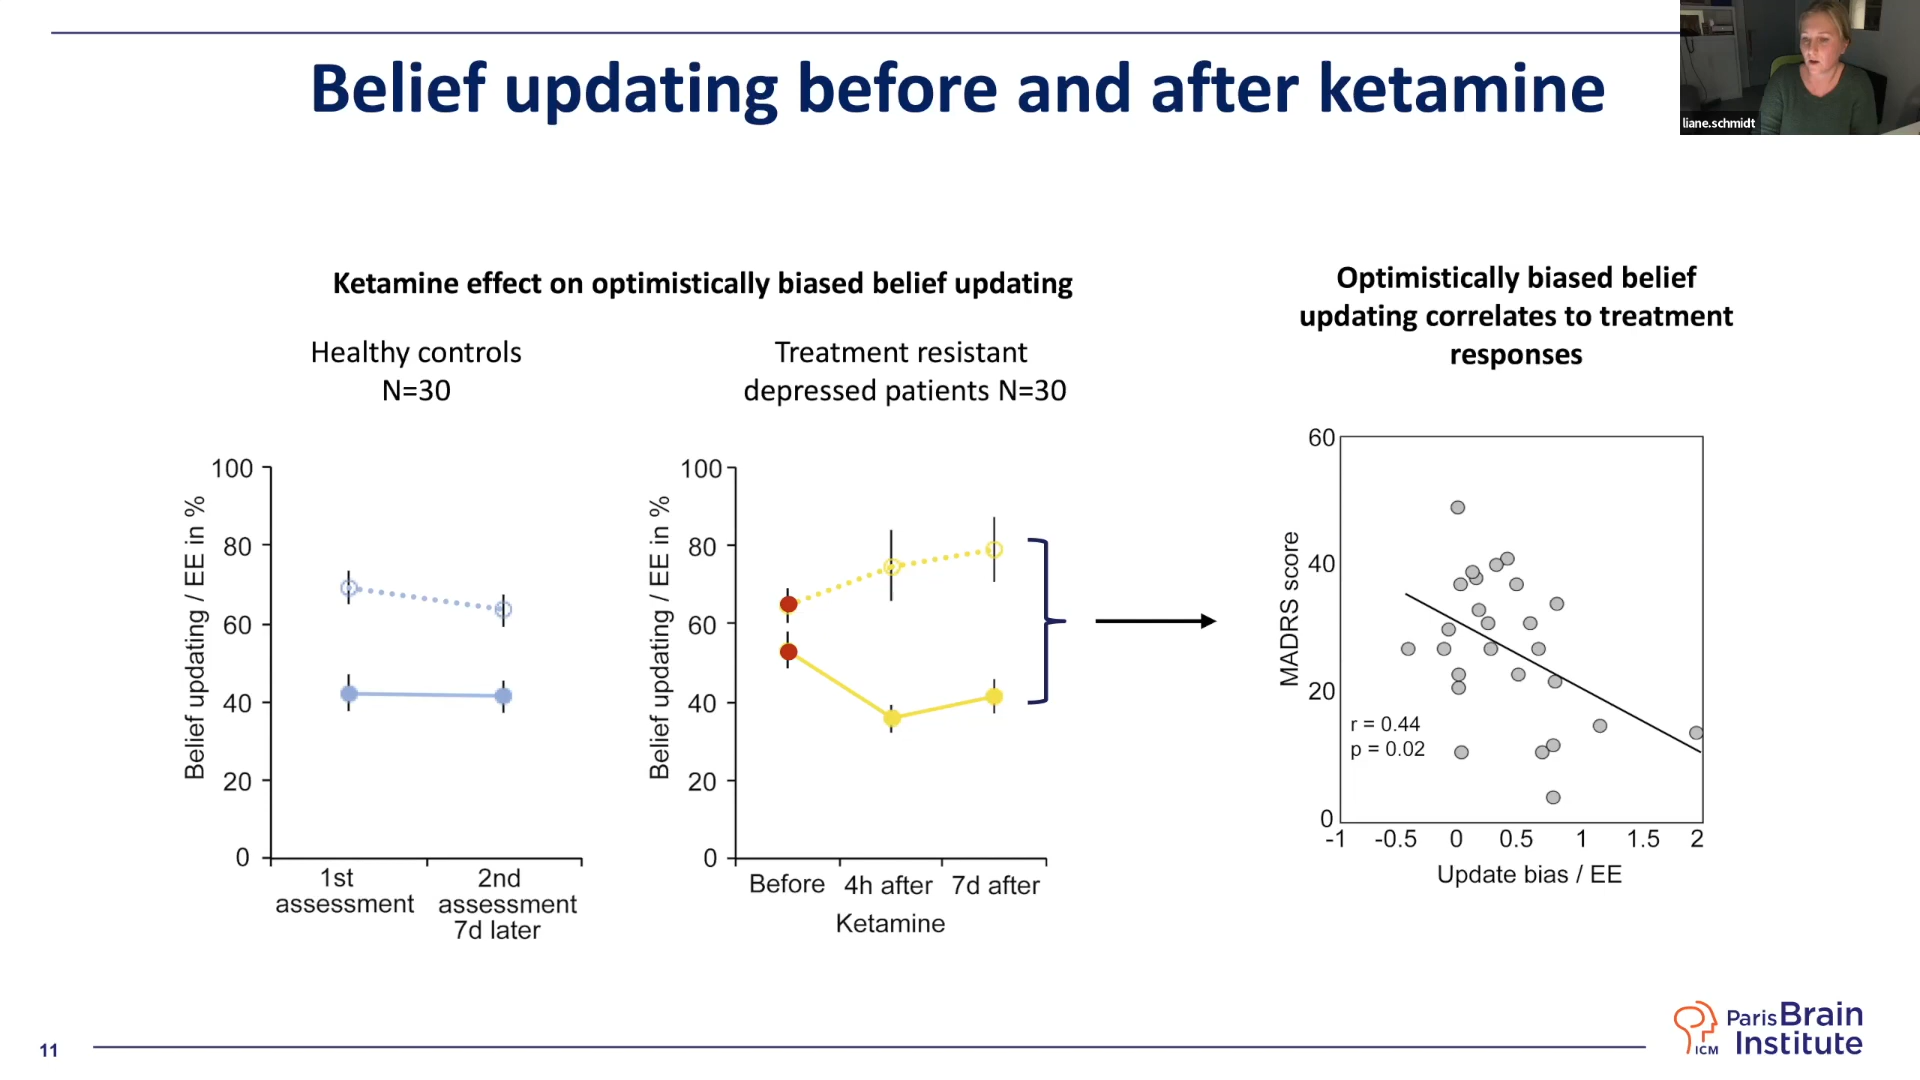 Belief updating before and after ketamine
liane.schmidt
Ketamine effect on optimistically biased belief updating
Healthy controls
N=30
Treatment resistant
depressed patients N=30
Optimistically biased belief
updating correlates to treatment
responses
Belief updating / EE in %
100
80
60
40
20
0
1st
assessment
2nd
assessment
7d later
Belief updating / EE in %
100
80
60
40
20
0
Before
4h after
7d after
Ketamine
MADRS score
60
40
20
0
r = 0.44
p = 0.02
-1
-0.5
0
0.5
1
1.5
2
Update bias / EE
11
Paris Brain
Institute
ICM